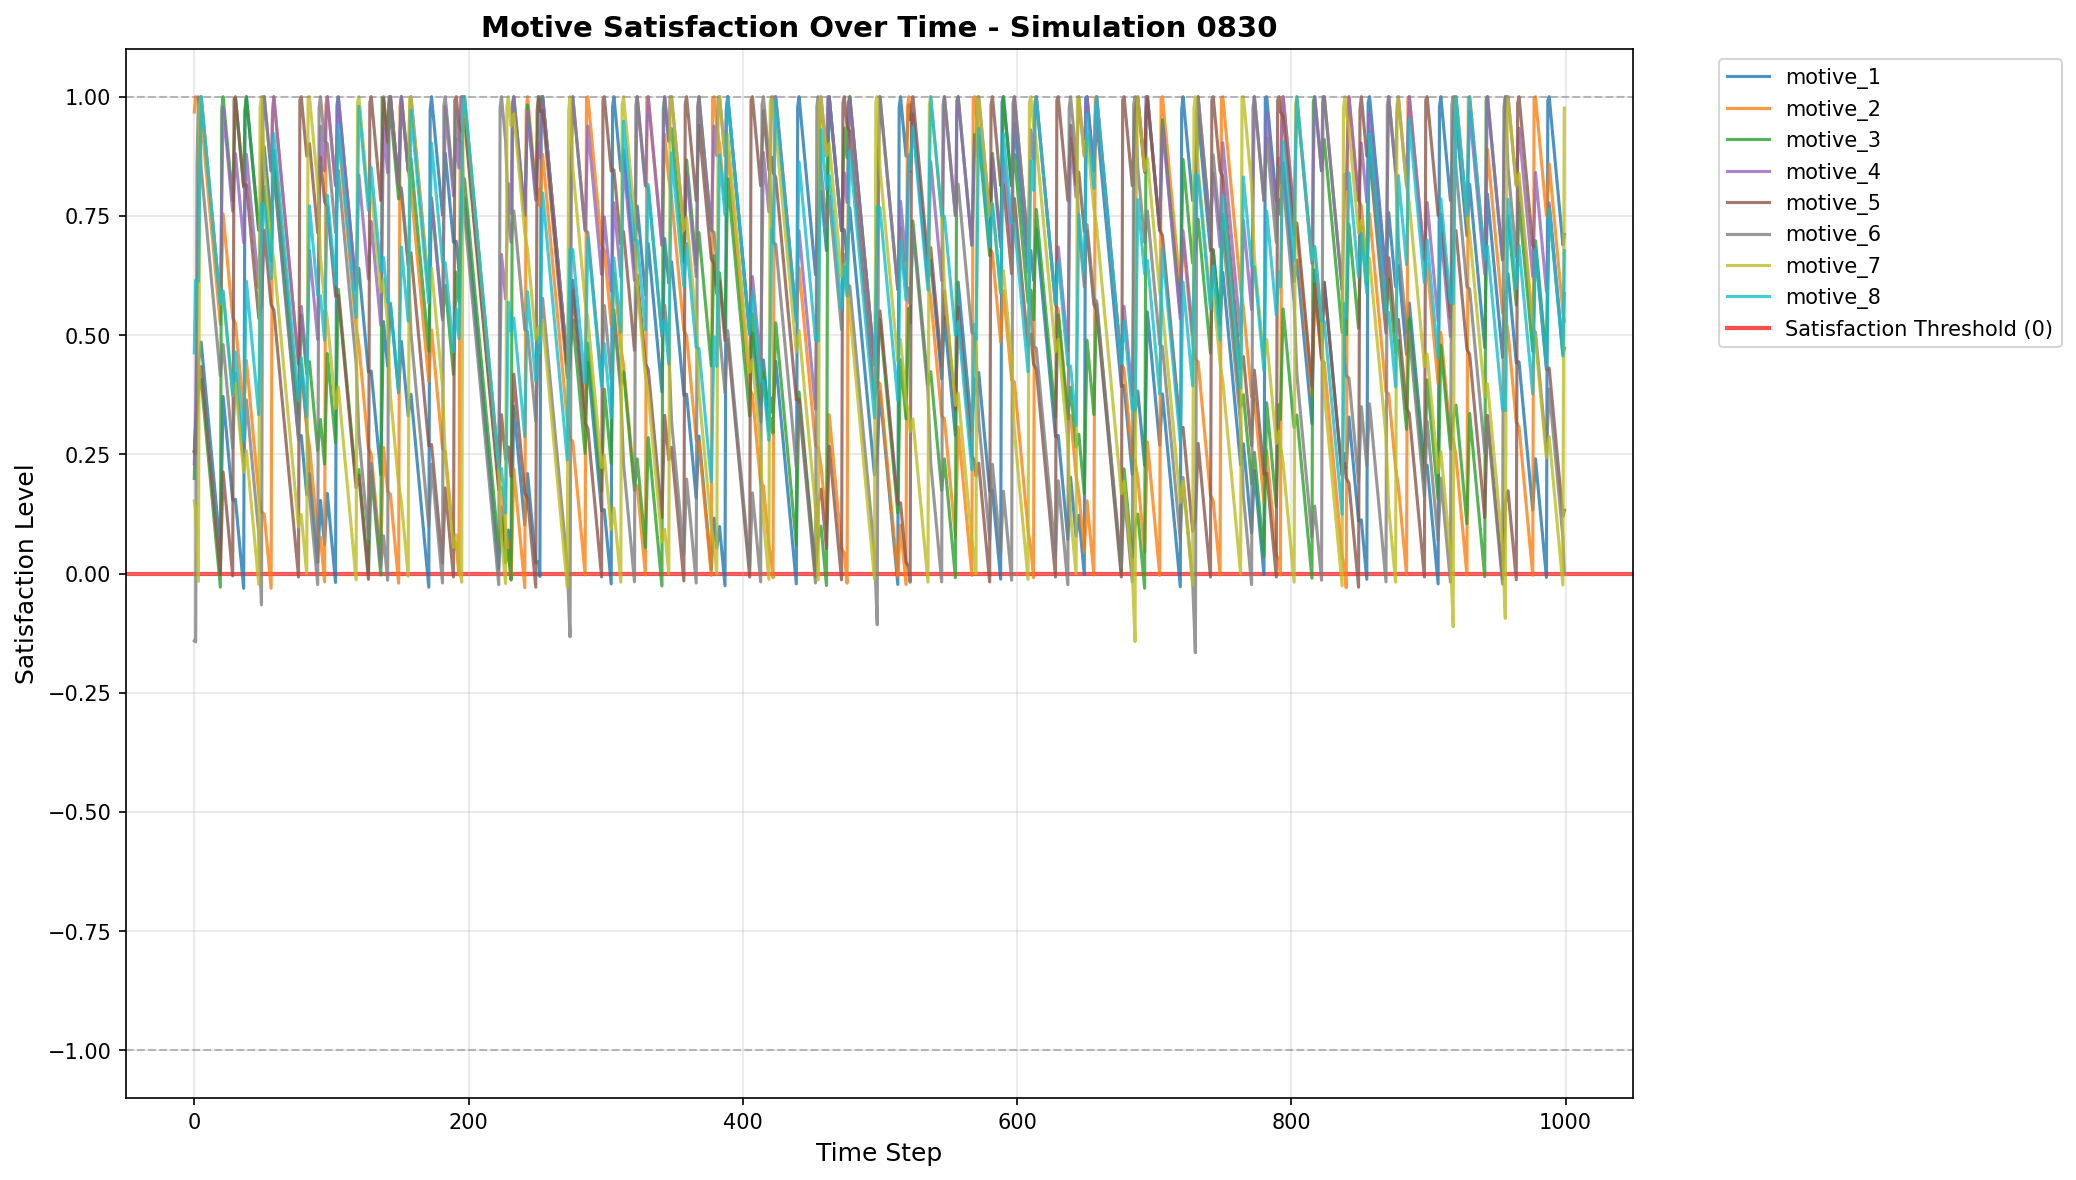 Motive Satisfaction Over Time - Simulation 0830
1.00
0.75
0.50
0.25
0.00
−0.25
−0.50
−0.75
−1.00
Satisfaction Level
0
200
400
600
800
1000
Time Step
motive_1
motive_2
motive_3
motive_4
motive_5
motive_6
motive_7
motive_8
Satisfaction Threshold (0)